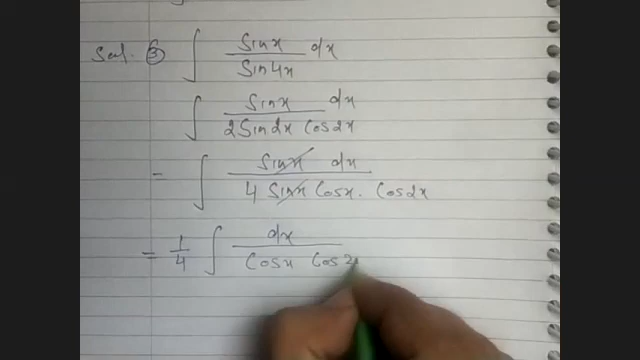 Sol. ③ ∫ Sinx/Sin4x dx
∫ Sinx/2Sin2x Cos2x dx
= ∫ Sinx dx/4 Sinx Cosx . Cos2x
= 1/4 ∫ dx/Cosx Cos2